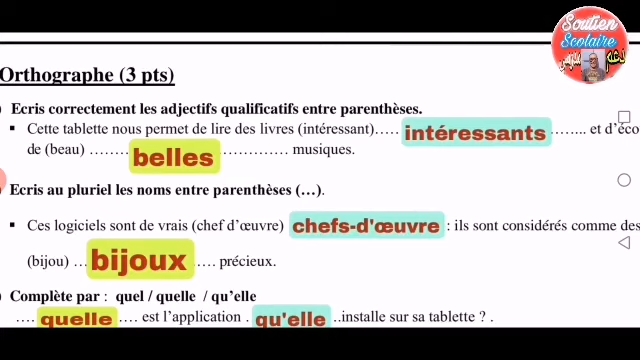 Soutien
Scolaire
Orthographe (3 pts)
) Ecris correctement les adjectifs qualificatifs entre parenthèses.
▪ Cette tablette nous permet de lire des livres (intéressant)….. intéressants …….. et d’éco
de (beau) …….. belles …………… musiques.
) Ecris au pluriel les noms entre parenthèses (…).
▪ Ces logiciels sont de vrais (chef d’œuvre) chefs-d'œuvre : ils sont considérés comme des
(bijou) … bijoux …. précieux.
) Complète par : quel / quelle / qu’elle
…. quelle …. est l’application . qu'elle ..installe sur sa tablette ? .